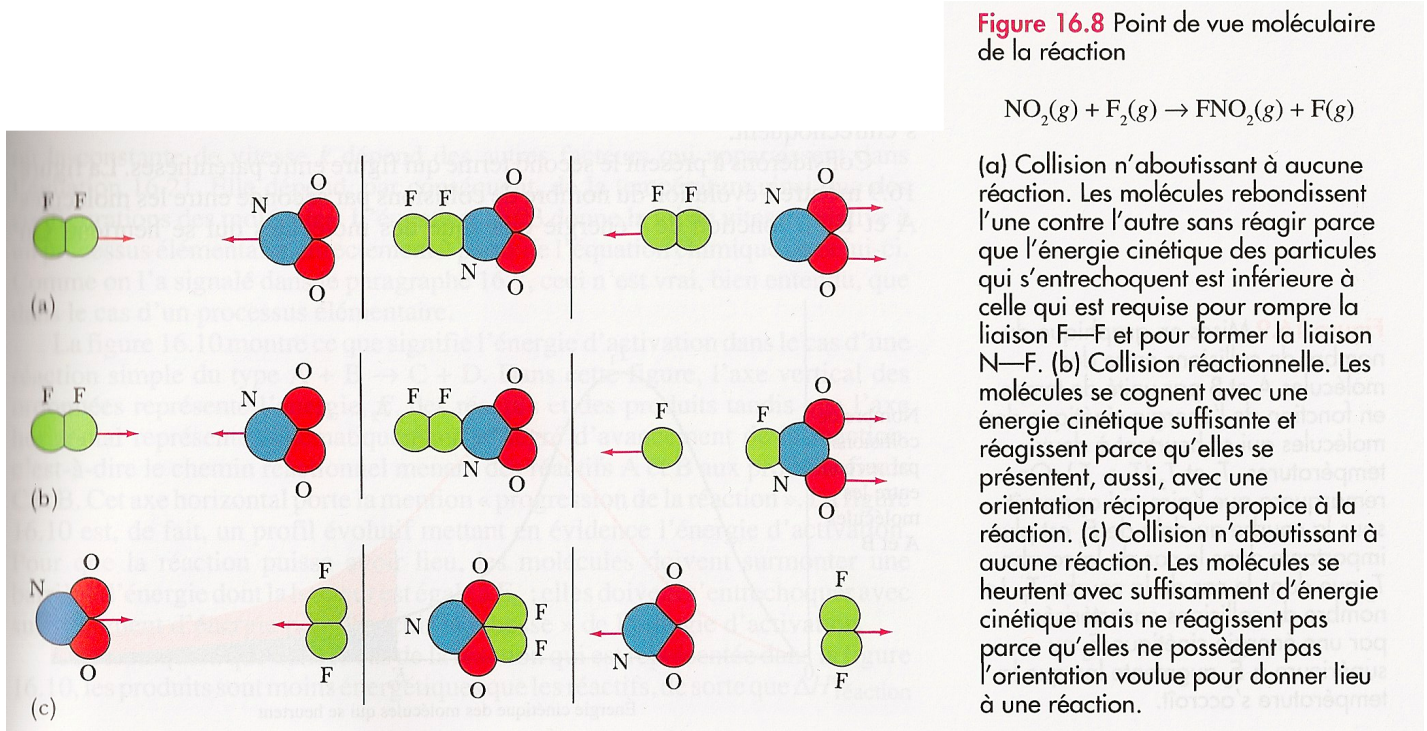 Figure 16.8 Point de vue moléculaire
de la réaction
NO₂(g) + F₂(g) → FNO₂(g) + F(g)
(a) Collision n'aboutissant à aucune
réaction. Les molécules rebondissent
l'une contre l'autre sans réagir parce
que l'énergie cinétique des particules
qui s'entrechoquent est inférieure à
celle qui est requise pour rompre la
liaison F—F et pour former la liaison
N—F. (b) Collision réactionnelle. Les
molécules se cognent avec une
énergie cinétique suffisante et
réagissent parce qu'elles se
présentent, aussi, avec une
orientation réciproque propice à la
réaction. (c) Collision n'aboutissant à
aucune réaction. Les molécules se
heurtent avec suffisamment d'énergie
cinétique mais ne réagissent pas
parce qu'elles ne possèdent pas
l'orientation voulue pour donner lieu
à une réaction.
F F N O O F F N O O F F N O O
(a)
F F N O O F F N O O F F N O O
(b)
N O O F F N O O F F N O O F F
(c)